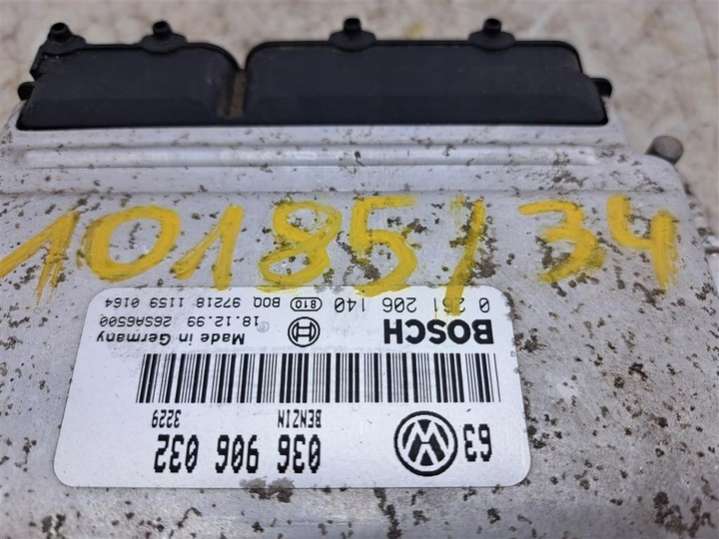 10185/34
0 261 206 140 810 BOQ 97218 1159 0164
BOSCH
18.12.99 26SA6500
Made in Germany
63
036 906 032
BENZIN 3229